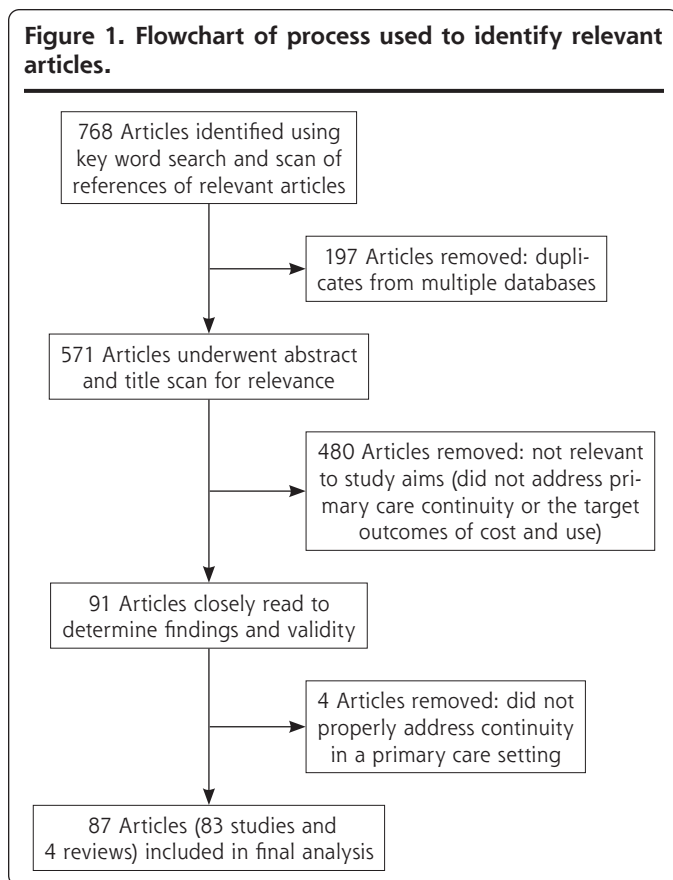 Figure 1. Flowchart of process used to identify relevant
articles.
768 Articles identified using
key word search and scan of
references of relevant articles
197 Articles removed: dupli-
cates from multiple databases
571 Articles underwent abstract
and title scan for relevance
480 Articles removed: not relevant
to study aims (did not address pri-
mary care continuity or the target
outcomes of cost and use)
91 Articles closely read to
determine findings and validity
4 Articles removed: did not
properly address continuity
in a primary care setting
87 Articles (83 studies and
4 reviews) included in final analysis